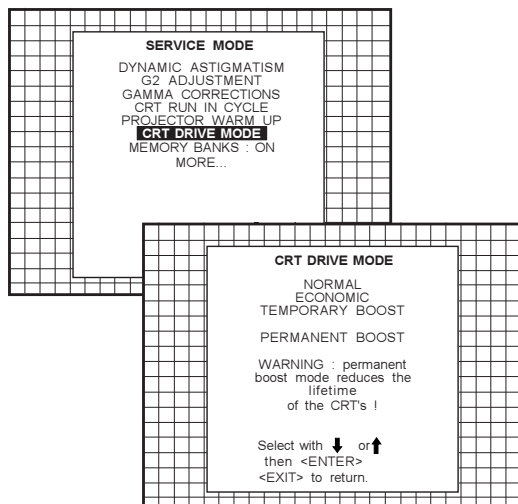 SERVICE MODE
DYNAMIC ASTIGMATISM
G2 ADJUSTMENT
GAMMA CORRECTIONS
CRT RUN IN CYCLE
PROJECTOR WARM UP
CRT DRIVE MODE
MEMORY BANKS : ON
MORE...
CRT DRIVE MODE
NORMAL
ECONOMIC
TEMPORARY BOOST
PERMANENT BOOST
WARNING : permanent
boost mode reduces the
lifetime
of the CRT's !
Select with ⬇ or ⬆
then <ENTER>
<EXIT> to return.